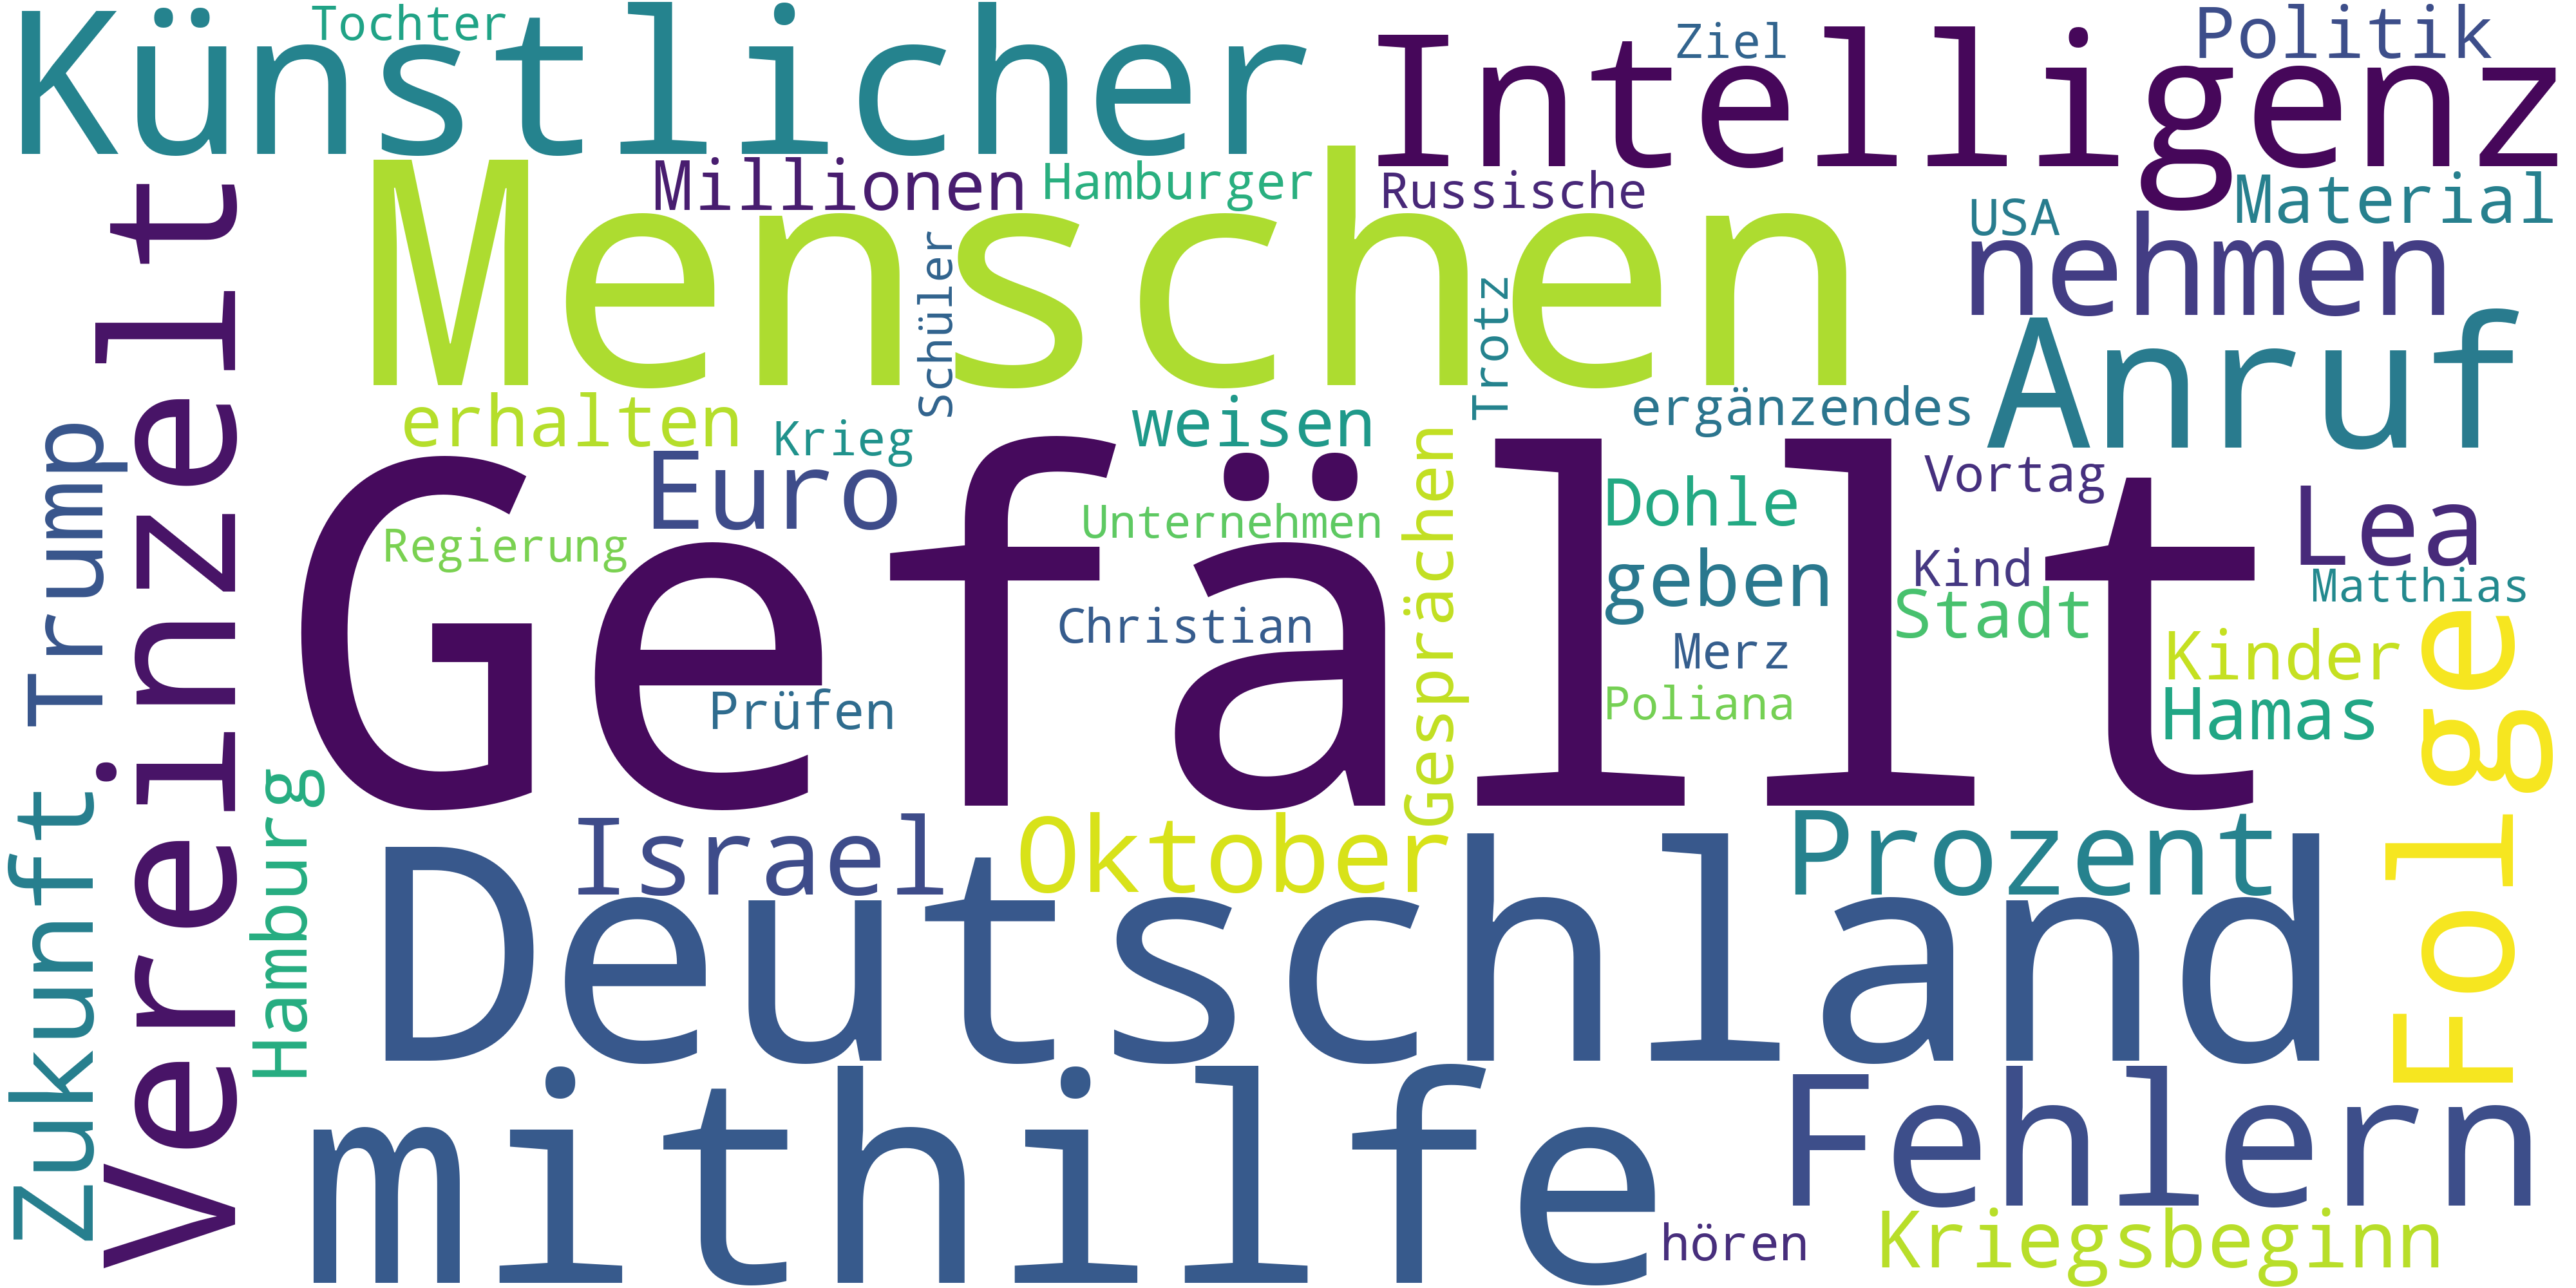 Künstlicher
Tochter
Intelligenz
Ziel
Politik
Menschen
Millionen
Hamburger
Russische
Material
USA
nehmen
Schüler
Trotz
Anruf
Vereinzelt
Trump
Zukunft
Hamburg
erhalten
Krieg
weisen
ergänzendes
Gefällt
Euro
Regierung
Unternehmen
Gesprächen
Dohle
Vortag
Lea
geben
Kind
Matthias
Christian
Stadt
Merz
Kinder
Prüfen
Poliana
Hamas
Folge
Israel
Oktober
Prozent
Deutschland
mithilfe
Fehlern
hören
Kriegsbeginn